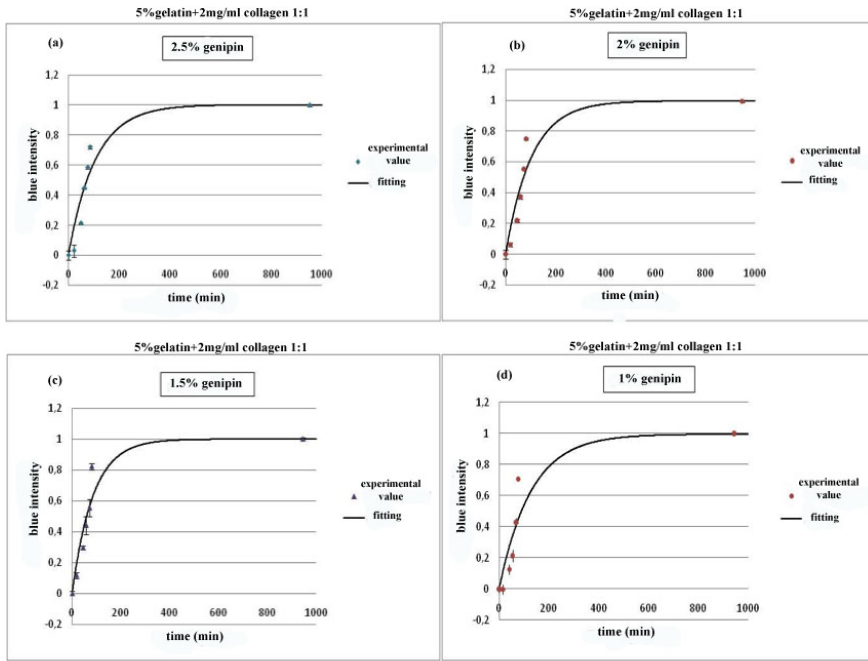 5%gelatin+2mg/ml collagen 1:1
(a)
2.5% genipin
1,2
1
0,8
0,6
0,4
0,2
0
-0,2
blue intensity
0 200 400 600 800 1000
time (min)
experimental
value
fitting
5%gelatin+2mg/ml collagen 1:1
(b)
2% genipin
1,2
1
0,8
0,6
0,4
0,2
0
-0,2
blue intensity
0 200 400 600 800 1000
time (min)
experimental
value
fitting
5%gelatin+2mg/ml collagen 1:1
(c)
1.5% genipin
1,2
1
0,8
0,6
0,4
0,2
0
-0,2
blue intensity
0 200 400 600 800 1000
time (min)
experimental
value
fitting
5%gelatin+2mg/ml collagen 1:1
(d)
1% genipin
1,2
1
0,8
0,6
0,4
0,2
0
-0,2
blue intensity
0 200 400 600 800 1000
time (min)
experimental
value
fitting